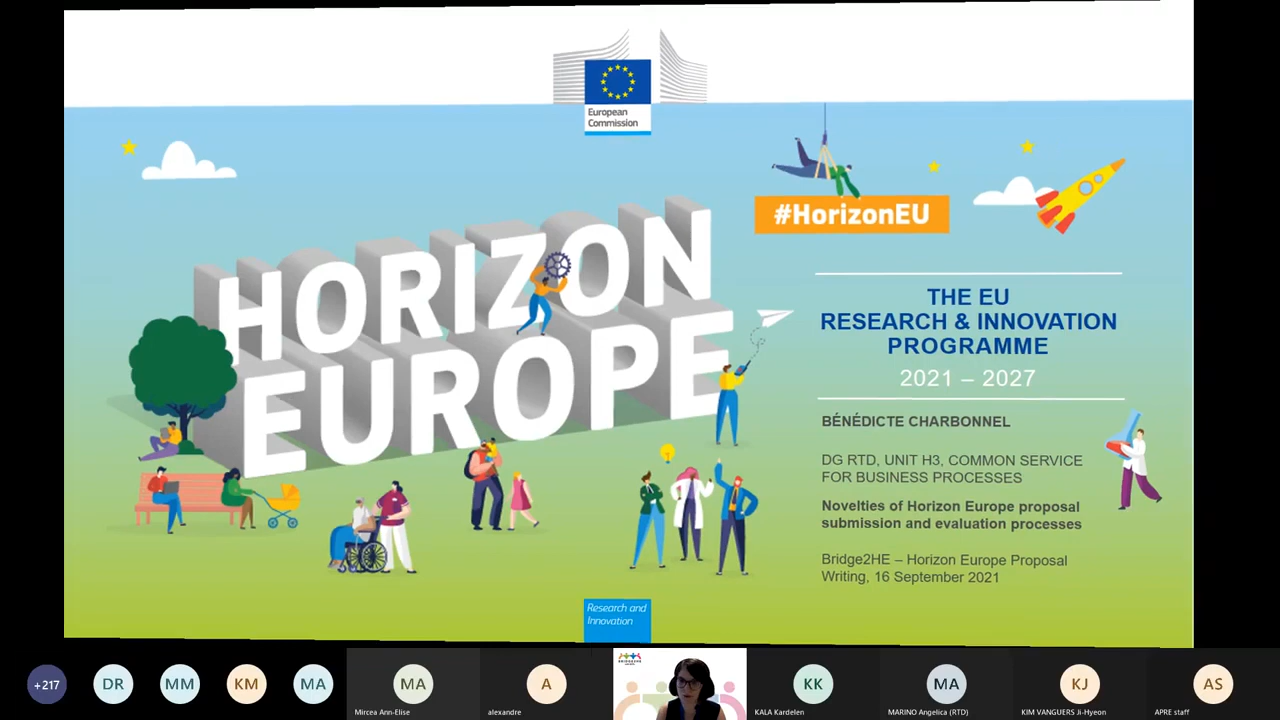 European
Commission
#HorizonEU
HORIZON
EUROPE
THE EU
RESEARCH & INNOVATION
PROGRAMME
2021 – 2027
BÉNÉDICTE CHARBONNEL
DG RTD, UNIT H3, COMMON SERVICE
FOR BUSINESS PROCESSES
Novelties of Horizon Europe proposal
submission and evaluation processes
Bridge2HE – Horizon Europe Proposal
Writing, 16 September 2021
Research and
Innovation
+217
DR
MM
KM
MA
MA
Mircea Ann-Elise
A
alexandre
KK
KALA Kardelen
MA
MARINO Angelica (RTD)
KJ
KIM VANGUERS Ji-Hyeon
AS
APRE staff